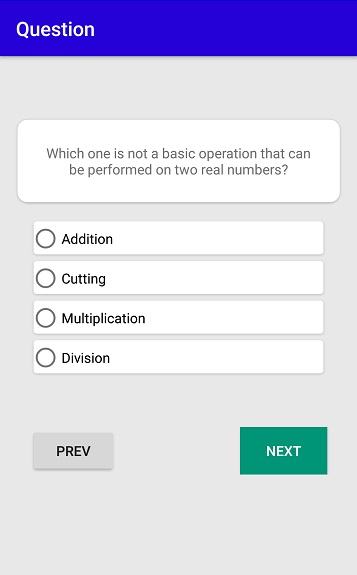 Question
Which one is not a basic operation that can
be performed on two real numbers?
Addition
Cutting
Multiplication
Division
PREV
NEXT